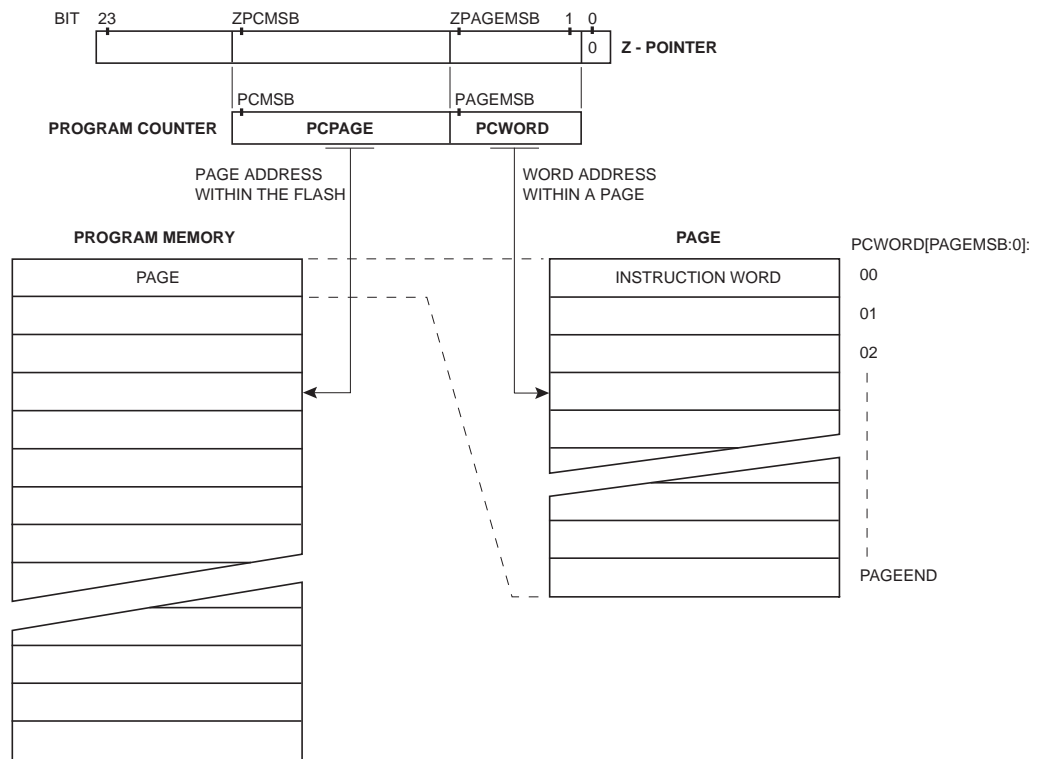 BIT 23 ZPCMSB ZPAGEMSB 1 0
0 Z - POINTER
PCMSB PAGEMSB
PROGRAM COUNTER PCPAGE PCWORD
PAGE ADDRESS
WITHIN THE FLASH
WORD ADDRESS
WITHIN A PAGE
PROGRAM MEMORY
PAGE
PAGE
INSTRUCTION WORD
PCWORD[PAGEMSB:0]:
00
01
02
PAGEEND